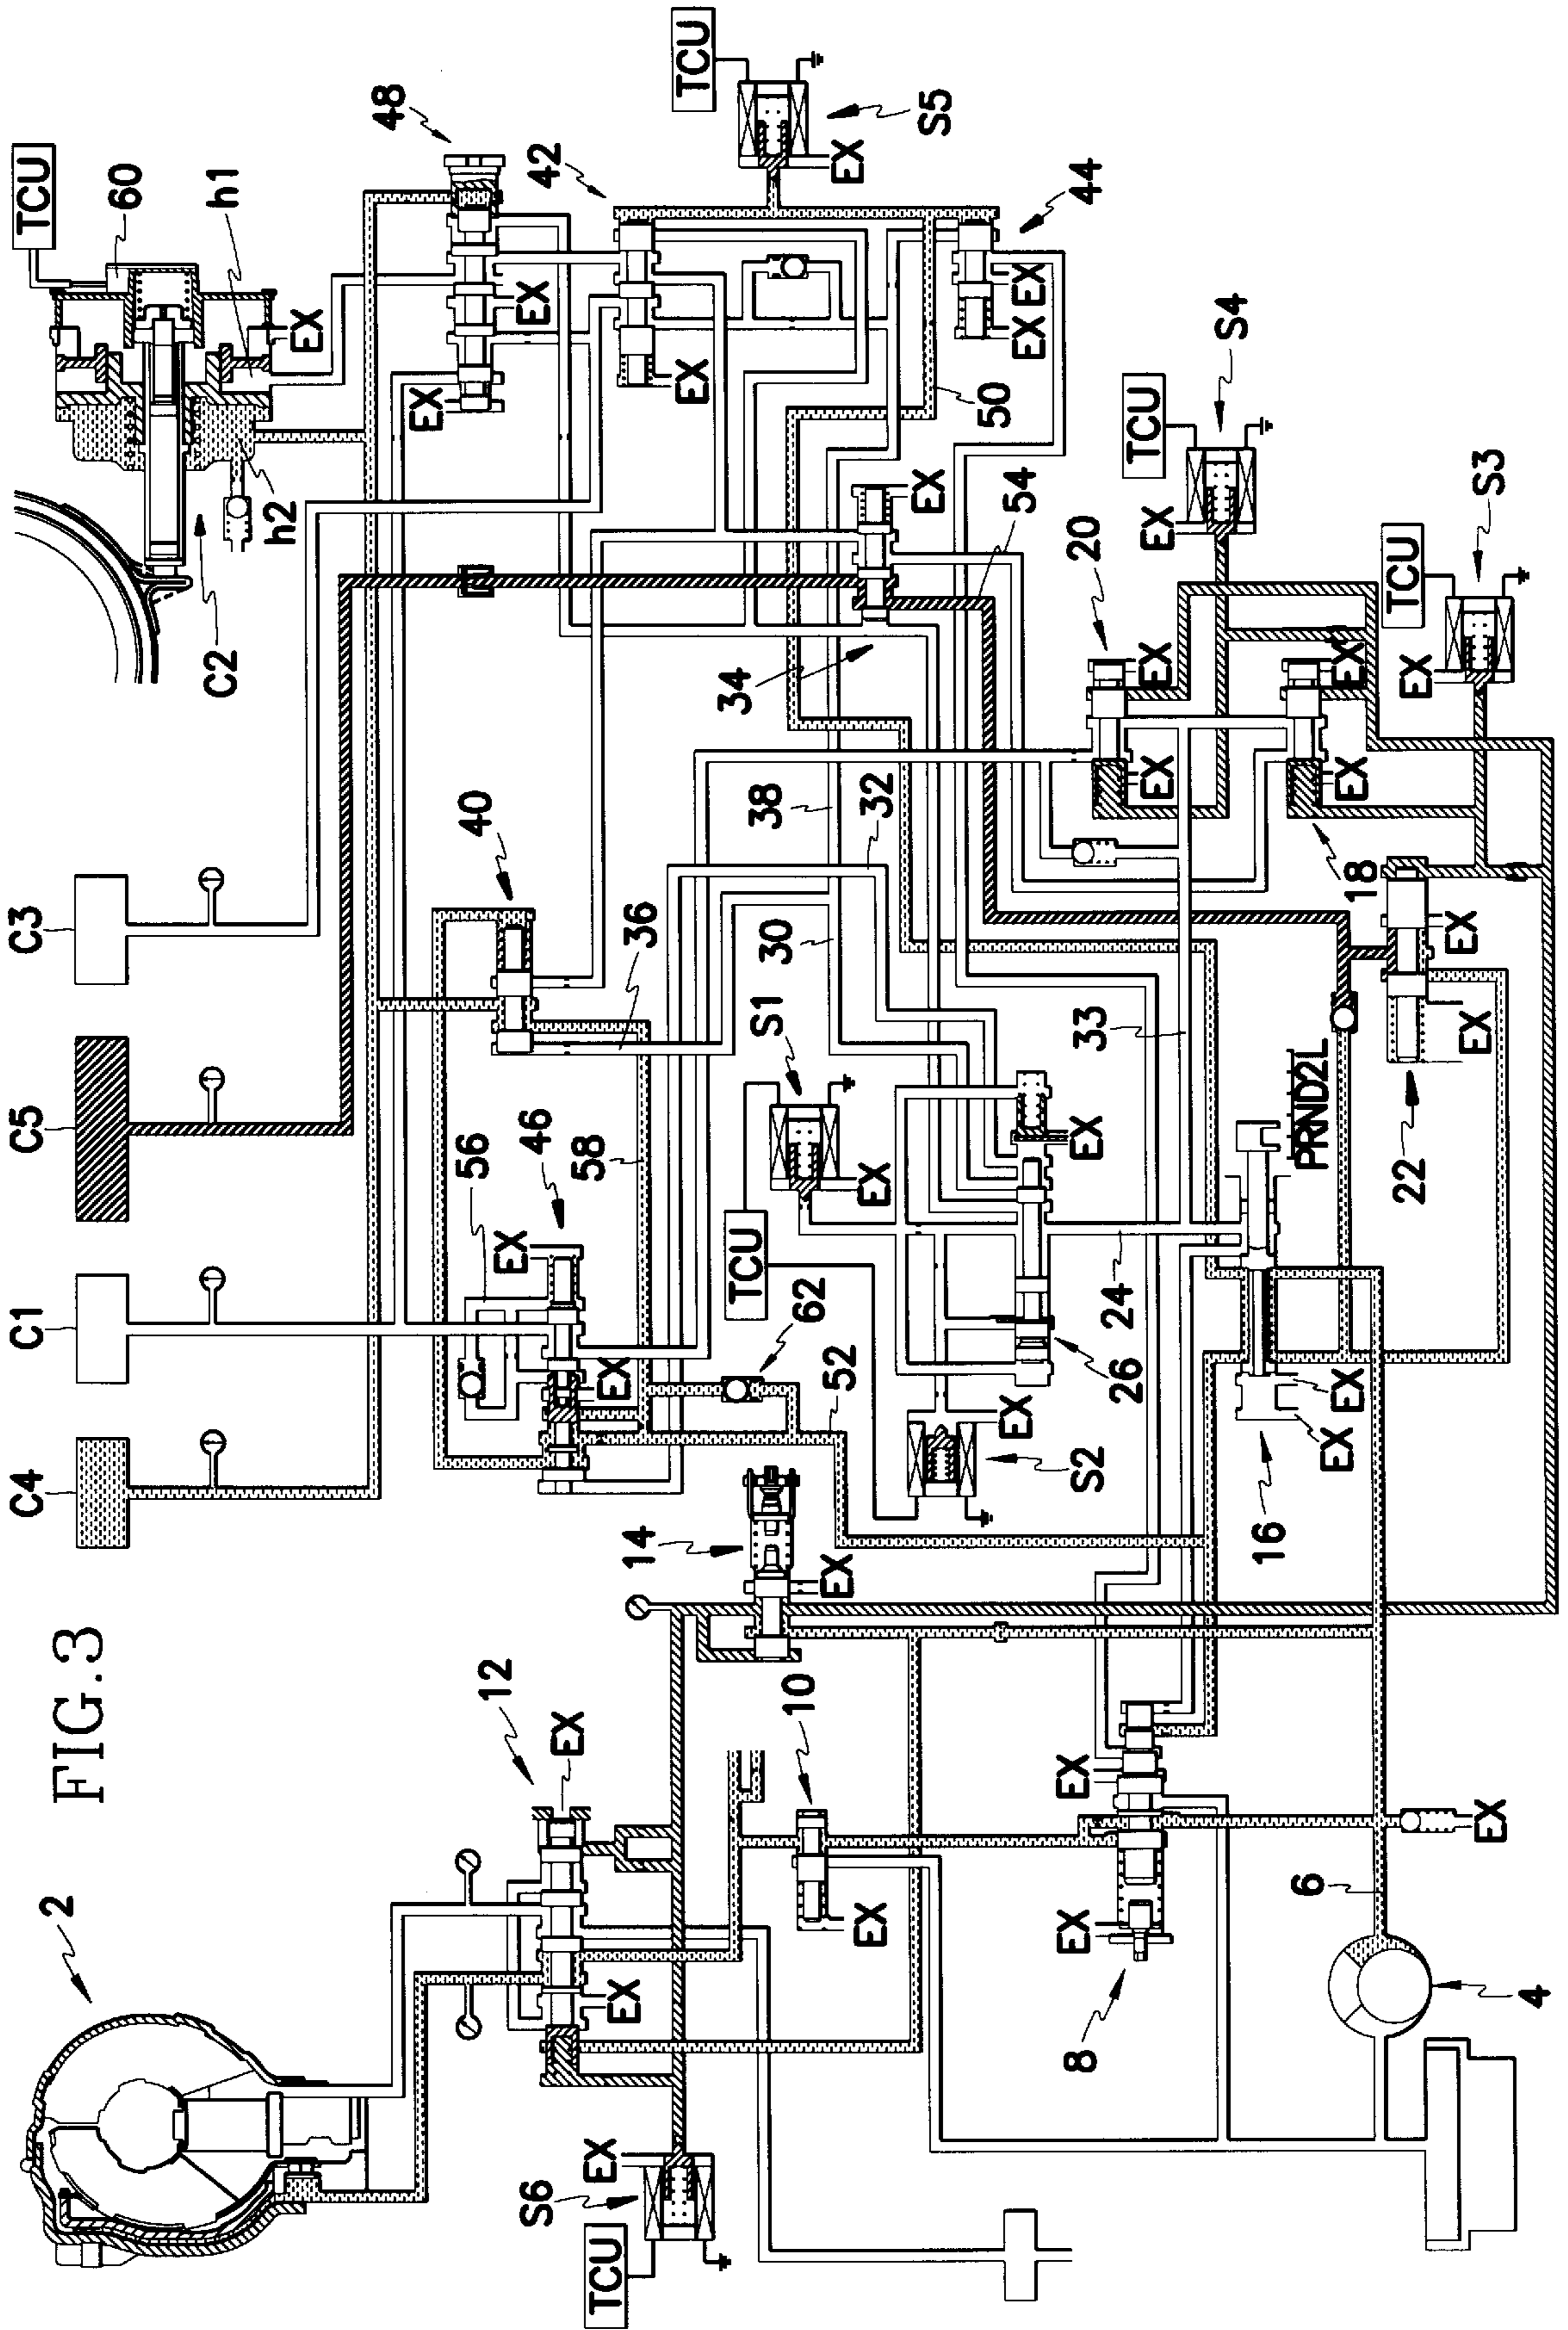 FIG.3
C4
C1
C5
C3
TCU
2
60
h1
C2
h2
EX
48
EX
12
56
40
EX
46
EX
42
S6
EX
58
TCU
EX
EX
EX
14
36
EX
TCU
TCU
34
S1
30
38
10
62
EX
52
EX
EX
EX
32
EX
S5
50
EX
54
EX
EX
8
EX
EX
S2
EX
33
20
44
24
26
EX
EX
EX
TCU
S4
16
PRND2L
6
EX
EX
18
EX
EX
22
EX
TCU
EX
EX
EX
S3
4